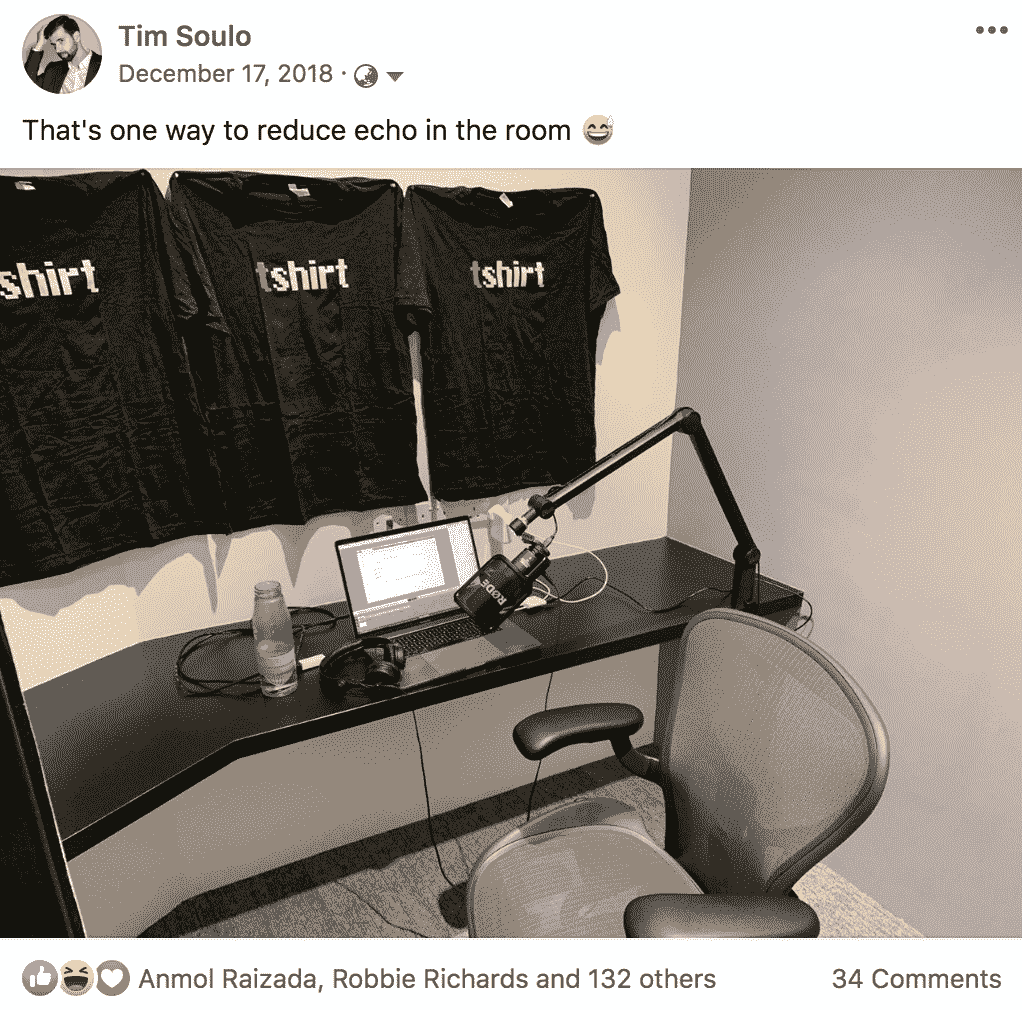 Tim Soulo
December 17, 2018 ·
That's one way to reduce echo in the room 😅
shirt
tshirt
tshirt
RØDE
Anmol Raizada, Robbie Richards and 132 others
34 Comments